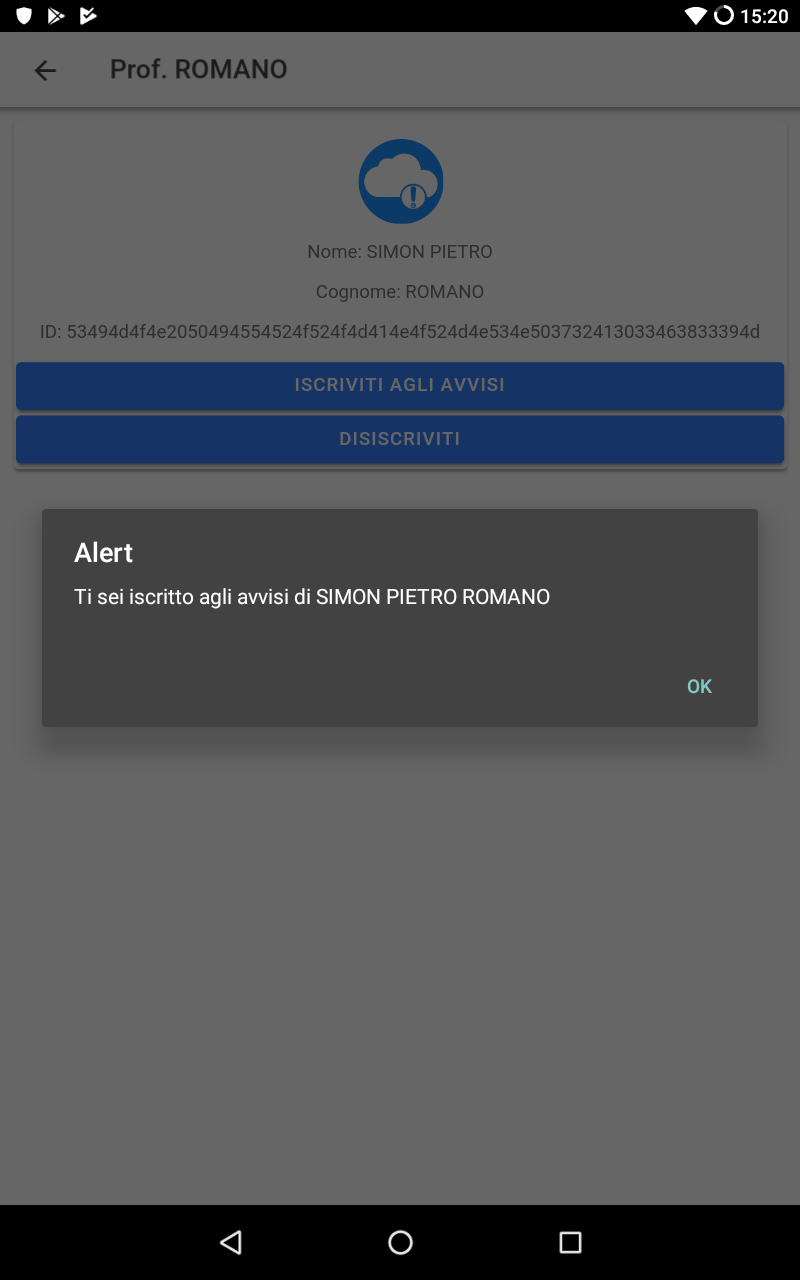 15:20
Prof. ROMANO
Nome: SIMON PIETRO
Cognome: ROMANO
ID: 53494d4f4e2050494554524f524f4d414e4f524d4e534e503732413033463833394d
ISCRIVITI AGLI AVVISI
DISISCRIVITI
Alert
Ti sei iscritto agli avvisi di SIMON PIETRO ROMANO
OK